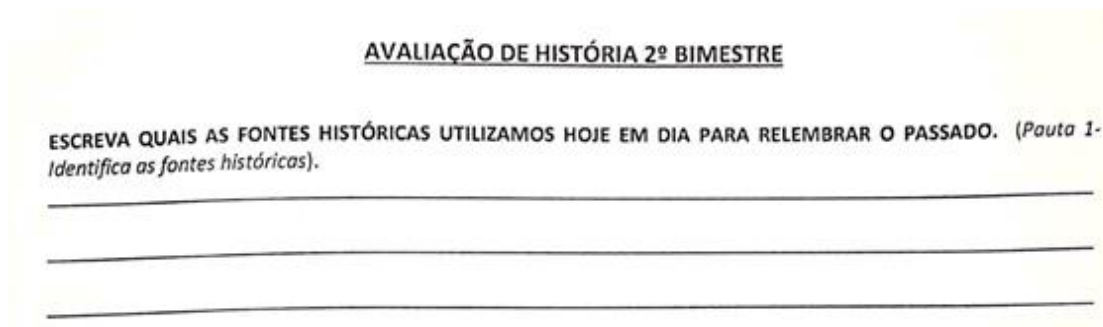 AVALIAÇÃO DE HISTÓRIA 2º BIMESTRE
ESCREVA QUAIS AS FONTES HISTÓRICAS UTILIZAMOS HOJE EM DIA PARA RELEMBRAR O PASSADO. (Pauta 1-
Identifica as fontes históricas).